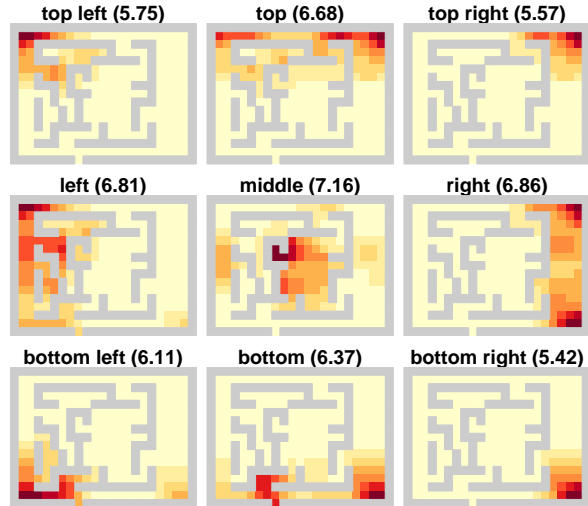 top left (5.75) top (6.68) top right (5.57)
left (6.81) middle (7.16) right (6.86)
bottom left (6.11) bottom (6.37) bottom right (5.42)